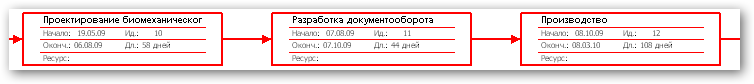 Проектирование биомеханическог
Начало: 19.05.09 Ид.: 10
Оконч.: 06.08.09 Дл.: 58 дней
Ресурс:
Разработка документооборота
Начало: 07.08.09 Ид.: 11
Оконч.: 07.10.09 Дл.: 44 дней
Ресурс:
Производство
Начало: 08.10.09 Ид.: 12
Оконч.: 08.03.10 Дл.: 108 дней
Ресурс: